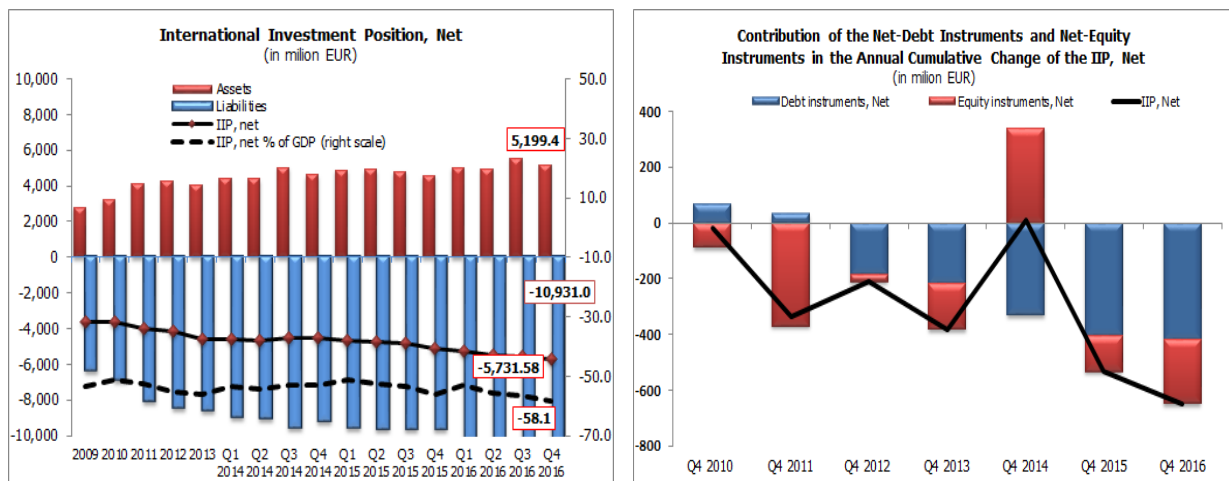 International Investment Position, Net
(in milion EUR)
10,000
8,000
6,000
4,000
2,000
0
-2,000
-4,000
-6,000
-8,000
-10,000
50.0
30.0
10.0
-10.0
-30.0
-50.0
-70.0
Assets
Liabilities
IIP, net
IIP, net % of GDP (right scale)
5,199.4
-10,931.0
-5,731.58
-58.1
2009 2010 2011 2012 2013 Q1 Q2 Q3 Q4 Q1 Q2 Q3 Q4 Q1 Q2 Q3 Q4
2014 2014 2014 2014 2015 2015 2015 2015 2016 2016 2016 2016
Contribution of the Net-Debt Instruments and Net-Equity
Instruments in the Annual Cumulative Change of the IIP, Net
(in milion EUR)
Debt instruments, Net Equity instruments, Net IIP, Net
400
200
0
-200
-400
-600
-800
Q4 2010 Q4 2011 Q4 2012 Q4 2013 Q4 2014 Q4 2015 Q4 2016